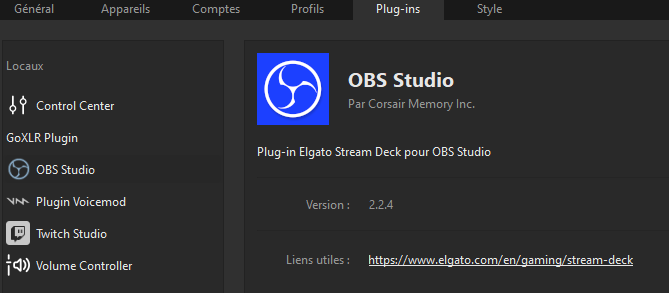 Général Appareils Comptes Profils Plug-ins Style
Locaux
Control Center
GoXLR Plugin
OBS Studio
Plugin Voicemod
Twitch Studio
Volume Controller
OBS Studio
Par Corsair Memory Inc.
Plug-in Elgato Stream Deck pour OBS Studio
Version : 2.2.4
Liens utiles : https://www.elgato.com/en/gaming/stream-deck